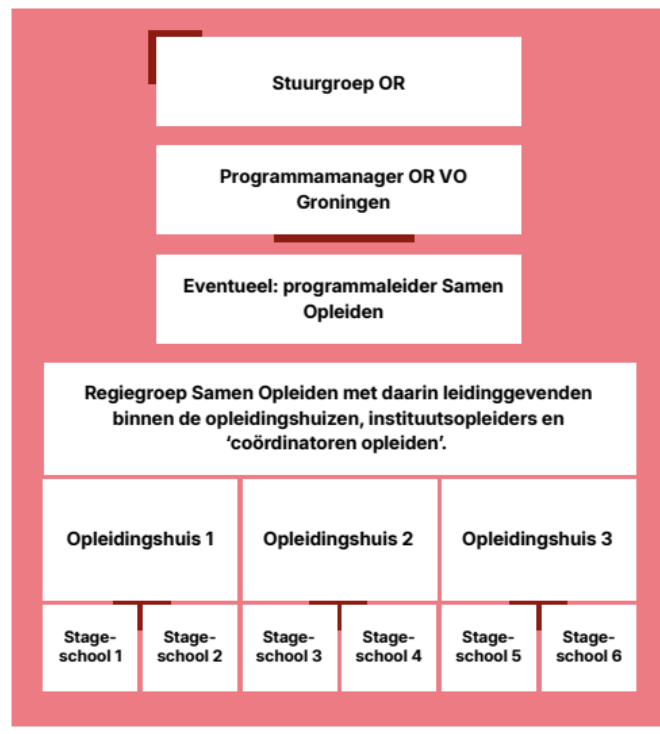 Stuurgroep OR
Programmamanager OR VO
Groningen
Eventueel: programmaleider Samen
Opleiden
Regiegroep Samen Opleiden met daarin leidinggevenden
binnen de opleidingshuizen, instituutsopleiders en
‘coördinatoren opleiden’.
Opleidingshuis 1
Opleidingshuis 2
Opleidingshuis 3
Stage-
school 1
Stage-
school 2
Stage-
school 3
Stage-
school 4
Stage-
school 5
Stage-
school 6